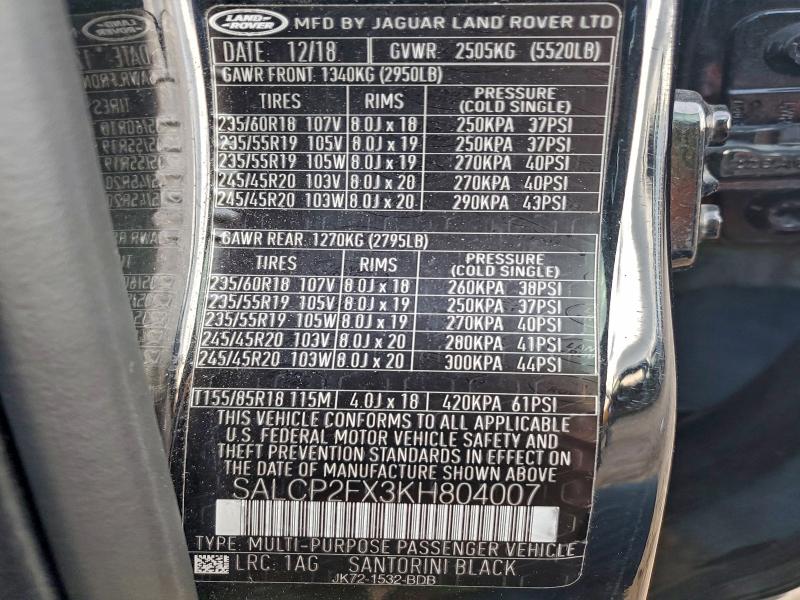 LAND ROVER MFD BY JAGUAR LAND ROVER LTD
DATE: 12/18 GVWR: 2505KG (5520LB)
GAWR FRONT: 1340KG (2950LB)
TIRES RIMS PRESSURE (COLD SINGLE)
235/60R18 107V 8.0J x 18 250KPA 37PSI
235/55R19 105V 8.0J x 19 250KPA 37PSI
235/55R19 105W 8.0J x 19 270KPA 40PSI
245/45R20 103V 8.0J x 20 270KPA 40PSI
245/45R20 103W 8.0J x 20 290KPA 43PSI
GAWR REAR: 1270KG (2795LB)
TIRES RIMS PRESSURE (COLD SINGLE)
235/60R18 107V 8.0J x 18 260KPA 38PSI
235/55R19 105V 8.0J x 19 250KPA 37PSI
235/55R19 105W 8.0J x 19 270KPA 40PSI
245/45R20 103V 8.0J x 20 280KPA 41PSI
245/45R20 103W 8.0J x 20 300KPA 44PSI
T155/85R18 115M 4.0J x 18 420KPA 61PSI
THIS VEHICLE CONFORMS TO ALL APPLICABLE
U.S. FEDERAL MOTOR VEHICLE SAFETY AND
THEFT PREVENTION STANDARDS IN EFFECT ON
THE DATE OF MANUFACTURE SHOWN ABOVE
SALCP2FX3KH804007
TYPE: MULTI-PURPOSE PASSENGER VEHICLE
LRC: 1AG SANTORINI BLACK
JK72-1532-BDB